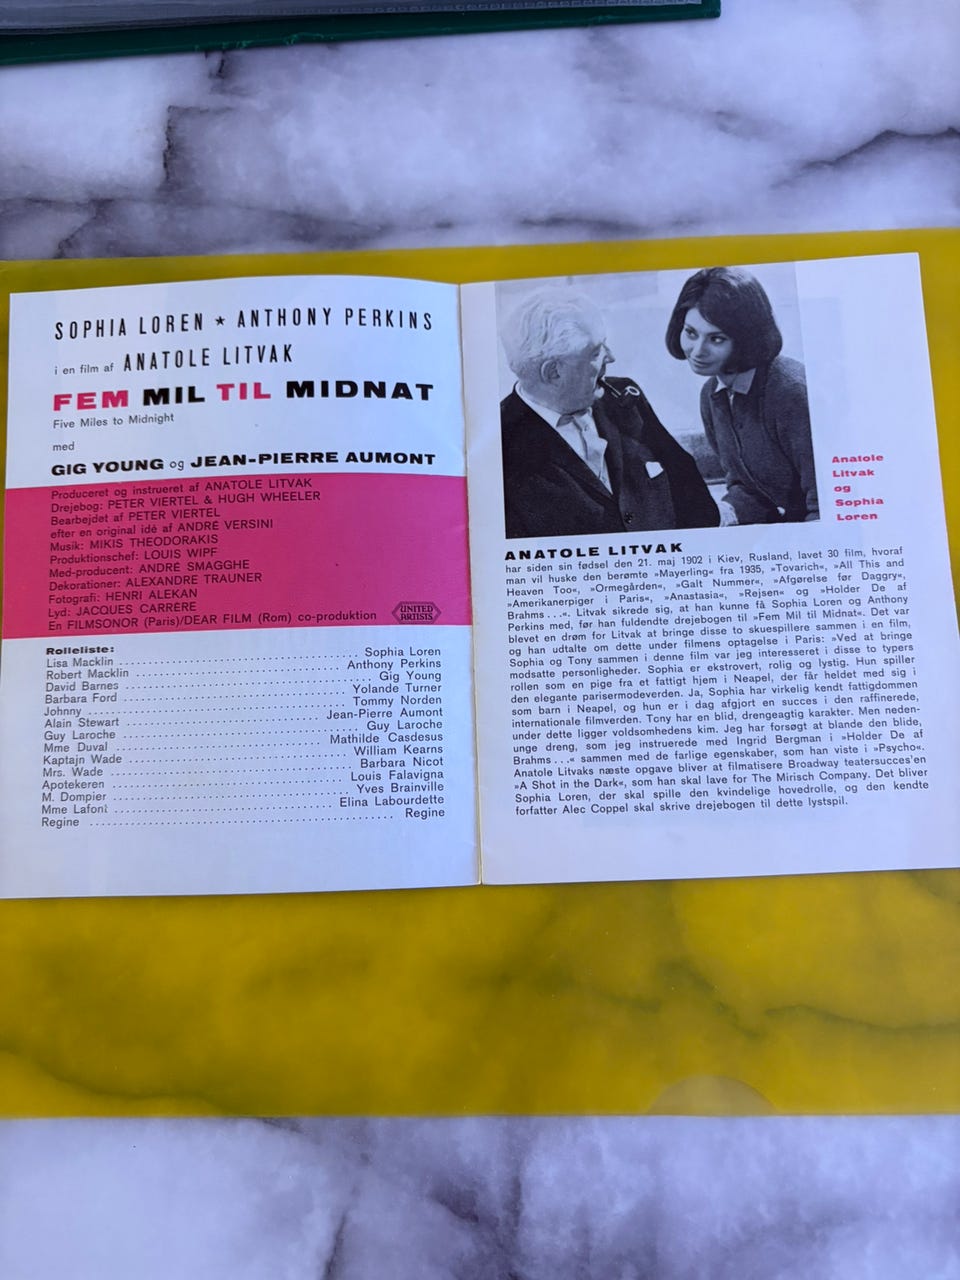 SOPHIA LOREN ★ ANTHONY PERKINS
i en film af ANATOLE LITVAK
FEM MIL TIL MIDNAT
Five Miles to Midnight
med
GIG YOUNG og JEAN-PIERRE AUMONT
Produceret og instrueret af ANATOLE LITVAK
Drejebog: PETER VIERTEL & HUGH WHEELER
Bearbejdet af PETER VIERTEL
efter en original idé af ANDRÉ VERSINI
Musik: MIKIS THEODORAKIS
Produktionschef: LOUIS WIPF
Med-producent: ANDRÉ SMAGGHE
Dekorationer: ALEXANDRE TRAUNER
Fotografi: HENRI ALEKAN
Lyd: JACQUES CARRÈRE
En FILMSONOR (Paris)/DEAR FILM (Rom) co-produktion
UNITED
ARTISTS
Rolleliste:
Lisa Macklin . . . . . . . . Sophia Loren
Robert Macklin . . . . . . . . Anthony Perkins
David Barnes . . . . . . . . Gig Young
Barbara Ford . . . . . . . . Yolande Turner
Johnny . . . . . . . . Tommy Norden
Alain Stewart . . . . . . . . Jean-Pierre Aumont
Guy Laroche . . . . . . . . Guy Laroche
Mme Duval . . . . . . . . Mathilde Casdesus
Kaptajn Wade . . . . . . . . William Kearns
Mrs. Wade . . . . . . . . Barbara Nicot
Apotekeren . . . . . . . . Louis Falavigna
M. Dompier . . . . . . . . Yves Brainville
Mme Lafont . . . . . . . . Elina Labourdette
Regine . . . . . . . . Regine
Anatole
Litvak
og
Sophia
Loren
ANATOLE LITVAK
har siden sin fødsel den 21. maj 1902 i Kiev, Rusland, lavet 30 film, hvoraf
man vil huske den berømte »Mayerling« fra 1935, »Tovarich«, »All This and
Heaven Too«, »Ormegården«, »Galt Nummer«, »Afgørelse før Daggry«,
»Amerikanerpiger i Paris«, »Anastasia«, »Rejsen« og »Holder De af
Brahms . . .«. Litvak sikrede sig, at han kunne få Sophia Loren og Anthony
Perkins med, før han fuldendte drejebogen til »Fem Mil til Midnat«. Det var
blevet en drøm for Litvak at bringe disse to skuespillere sammen i en film,
og han udtalte om dette under filmens optagelse i Paris: »Ved at bringe
Sophia og Tony sammen i denne film var jeg interesseret i disse to typers
modsatte personligheder. Sophia er ekstrovert, rolig og lystig. Hun spiller
rollen som en pige fra et fattigt hjem i Neapel, der får heldet med sig i
den elegante parisermodeverden. Ja, Sophia har virkelig kendt fattigdommen
som barn i Neapel, og hun er i dag afgjort en succes i den raffinerede,
internationale filmverden. Tony har en blid, drengeagtig karakter. Men neden-
under dette ligger voldsomhedens kim. Jeg har forsøgt at blande den blide,
unge dreng, som jeg instruerede med Ingrid Bergman i »Holder De af
Brahms . . .« sammen med de farlige egenskaber, som han viste i »Psycho«.
Anatole Litvaks næste opgave bliver at filmatisere Broadway teatersucces'en
»A Shot in the Dark«, som han skal lave for The Mirisch Company. Det bliver
Sophia Loren, der skal spille den kvindelige hovedrolle, og den kendte
forfatter Alec Coppel skal skrive drejebogen til dette lystspil.